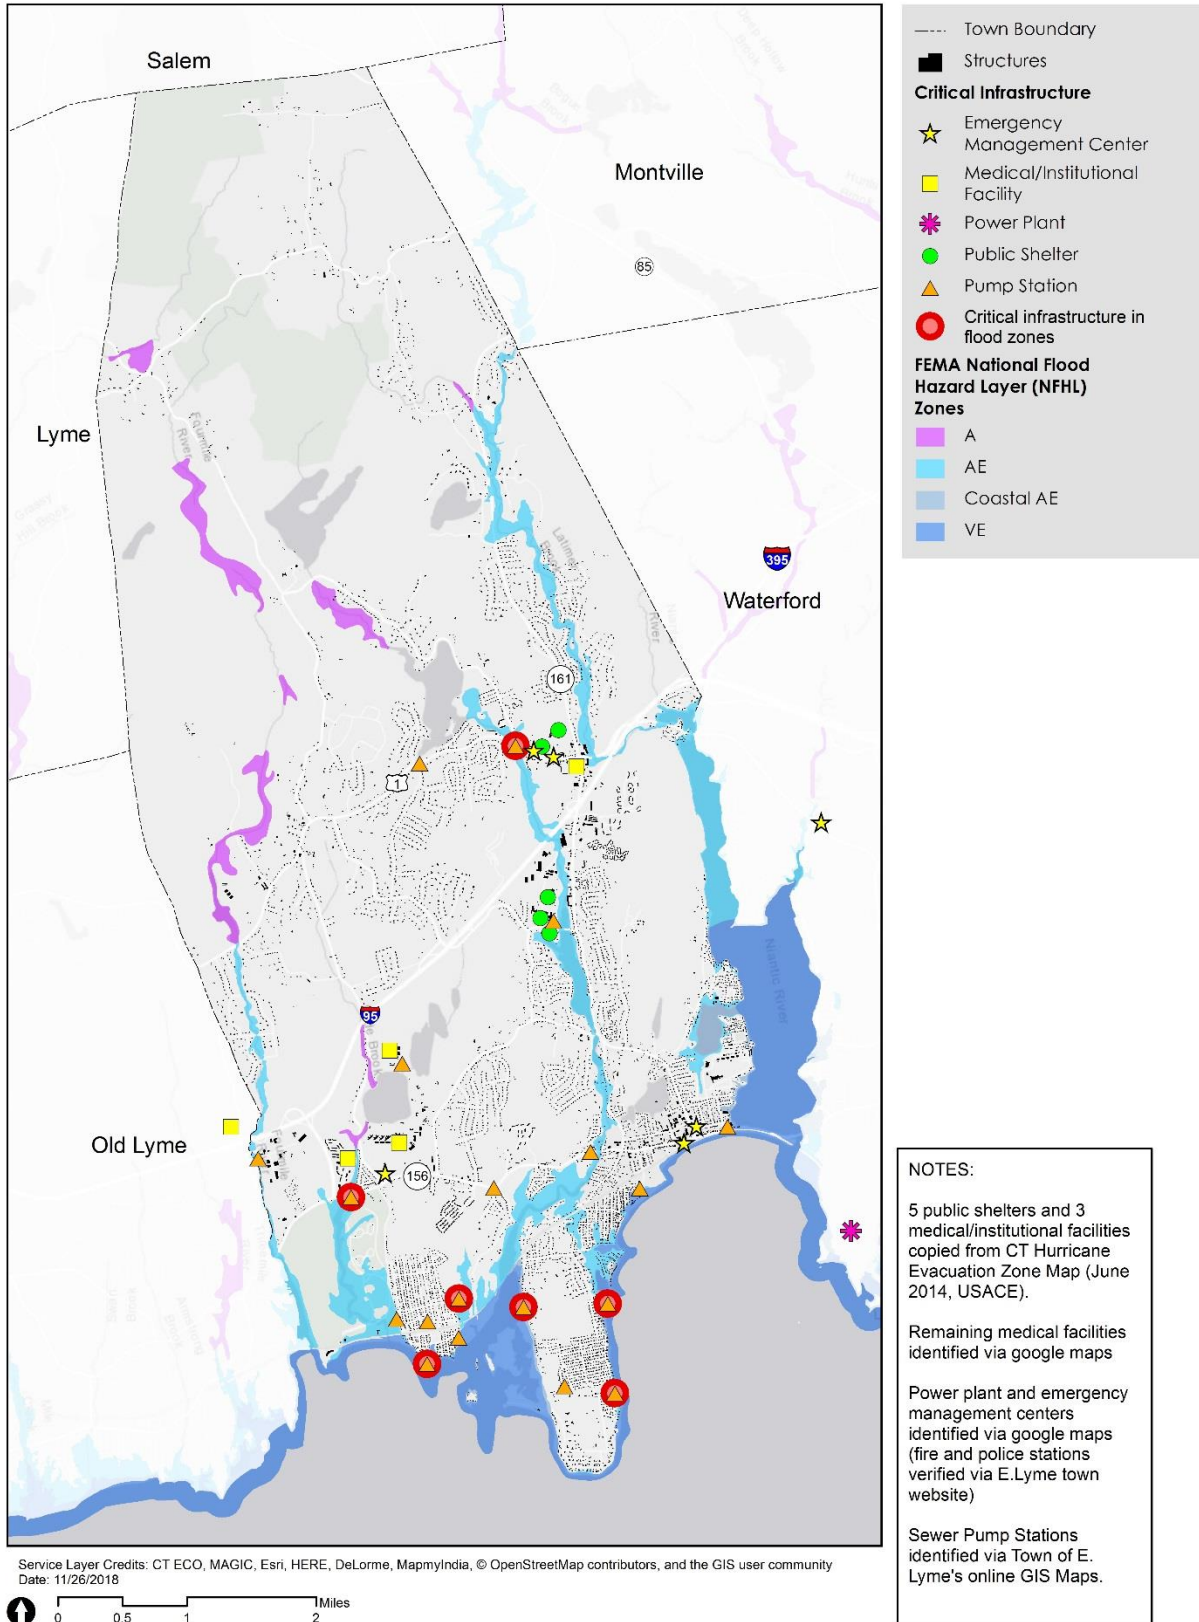 Salem
Montville
85
Lyme
Fourmile
River
Latimer
395
Waterford
River
161
1
Niantic River
95
Old Lyme
156
Town Boundary
Structures
Critical Infrastructure
Emergency
Management Center
Medical/Institutional
Facility
Power Plant
Public Shelter
Pump Station
Critical infrastructure in
flood zones
FEMA National Flood
Hazard Layer (NFHL)
Zones
A
AE
Coastal AE
VE
NOTES:
5 public shelters and 3
medical/institutional facilities
copied from CT Hurricane
Evacuation Zone Map (June
2014, USACE).
Remaining medical facilities
identified via google maps
Power plant and emergency
management centers
identified via google maps
(fire and police stations
verified via E.Lyme town
website)
Sewer Pump Stations
identified via Town of E.
Lyme's online GIS Maps.
Service Layer Credits: CT ECO, MAGIC, Esri, HERE, DeLorme, MapmyIndia, © OpenStreetMap contributors, and the GIS user community
Date: 11/26/2018
Miles
0 0.5 1 2